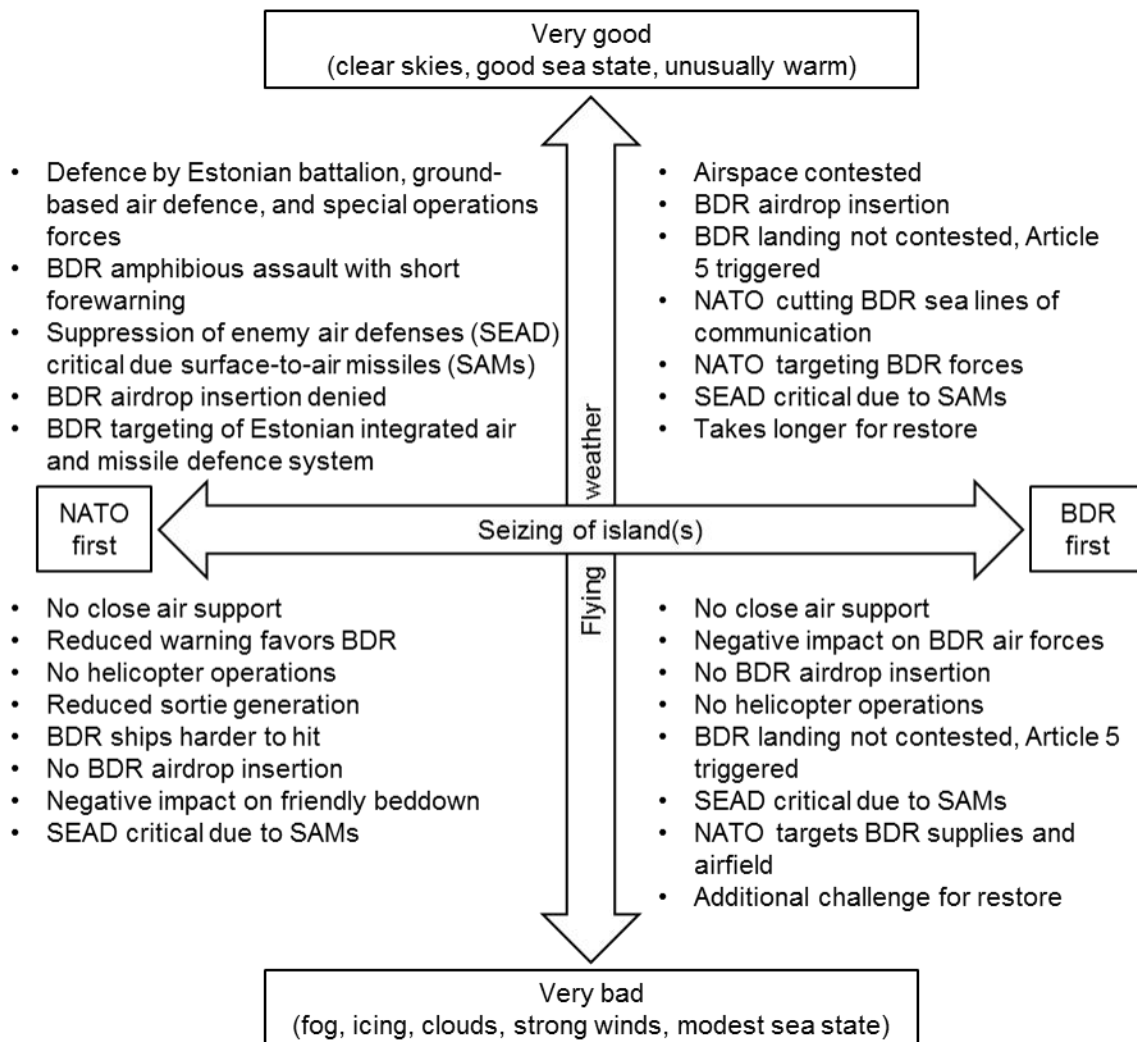 Very good
(clear skies, good sea state, unusually warm)
• Defence by Estonian battalion, ground-
based air defence, and special operations
forces
• BDR amphibious assault with short
forewarning
• Suppression of enemy air defenses (SEAD)
critical due surface-to-air missiles (SAMs)
• BDR airdrop insertion denied
• BDR targeting of Estonian integrated air
and missile defence system
• Airspace contested
• BDR airdrop insertion
• BDR landing not contested, Article
5 triggered
• NATO cutting BDR sea lines of
communication
• NATO targeting BDR forces
• SEAD critical due to SAMs
• Takes longer for restore
NATO
first
Seizing of island(s)
BDR
first
Flying weather
• No close air support
• Reduced warning favors BDR
• No helicopter operations
• Reduced sortie generation
• BDR ships harder to hit
• No BDR airdrop insertion
• Negative impact on friendly beddown
• SEAD critical due to SAMs
• No close air support
• Negative impact on BDR air forces
• No BDR airdrop insertion
• No helicopter operations
• BDR landing not contested, Article 5
triggered
• SEAD critical due to SAMs
• NATO targets BDR supplies and
airfield
• Additional challenge for restore
Very bad
(fog, icing, clouds, strong winds, modest sea state)